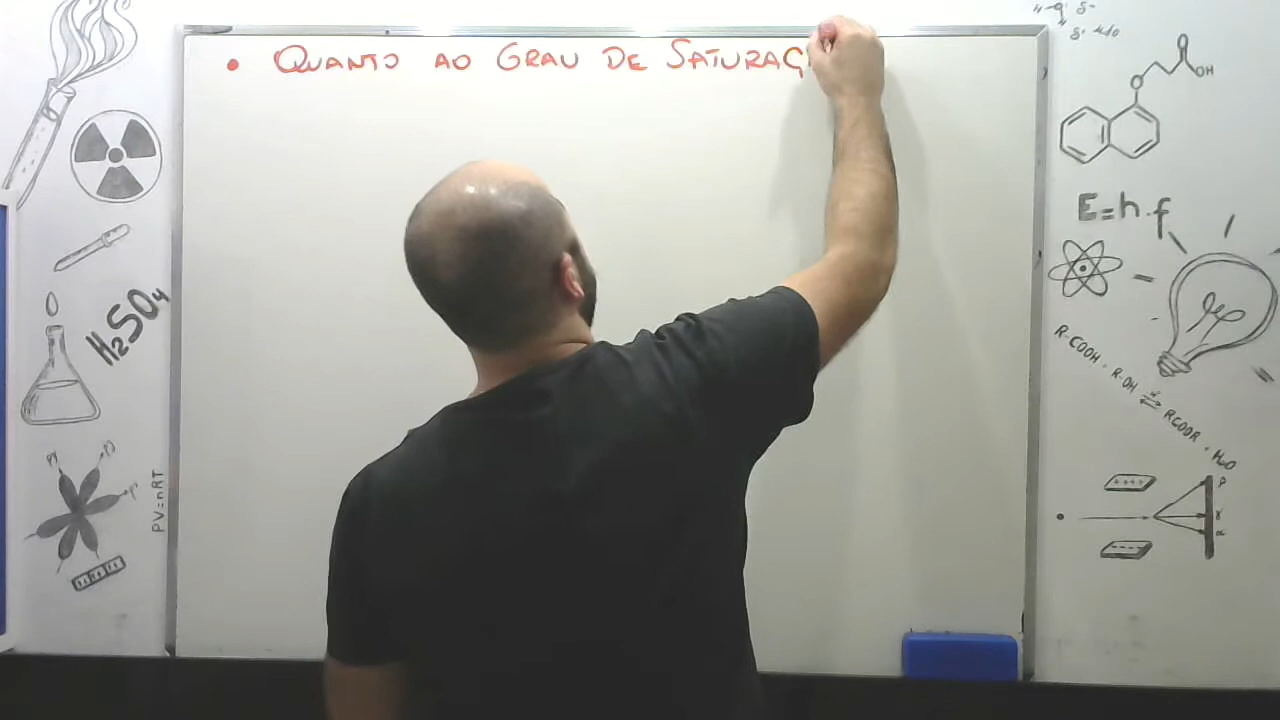 • QUANTO AO GRAU DE SATURAÇ
H₂SO₄
PV=nRT
OH
E=h.f
R-COOH + R-OH ⇌ RCOOR + H₂O